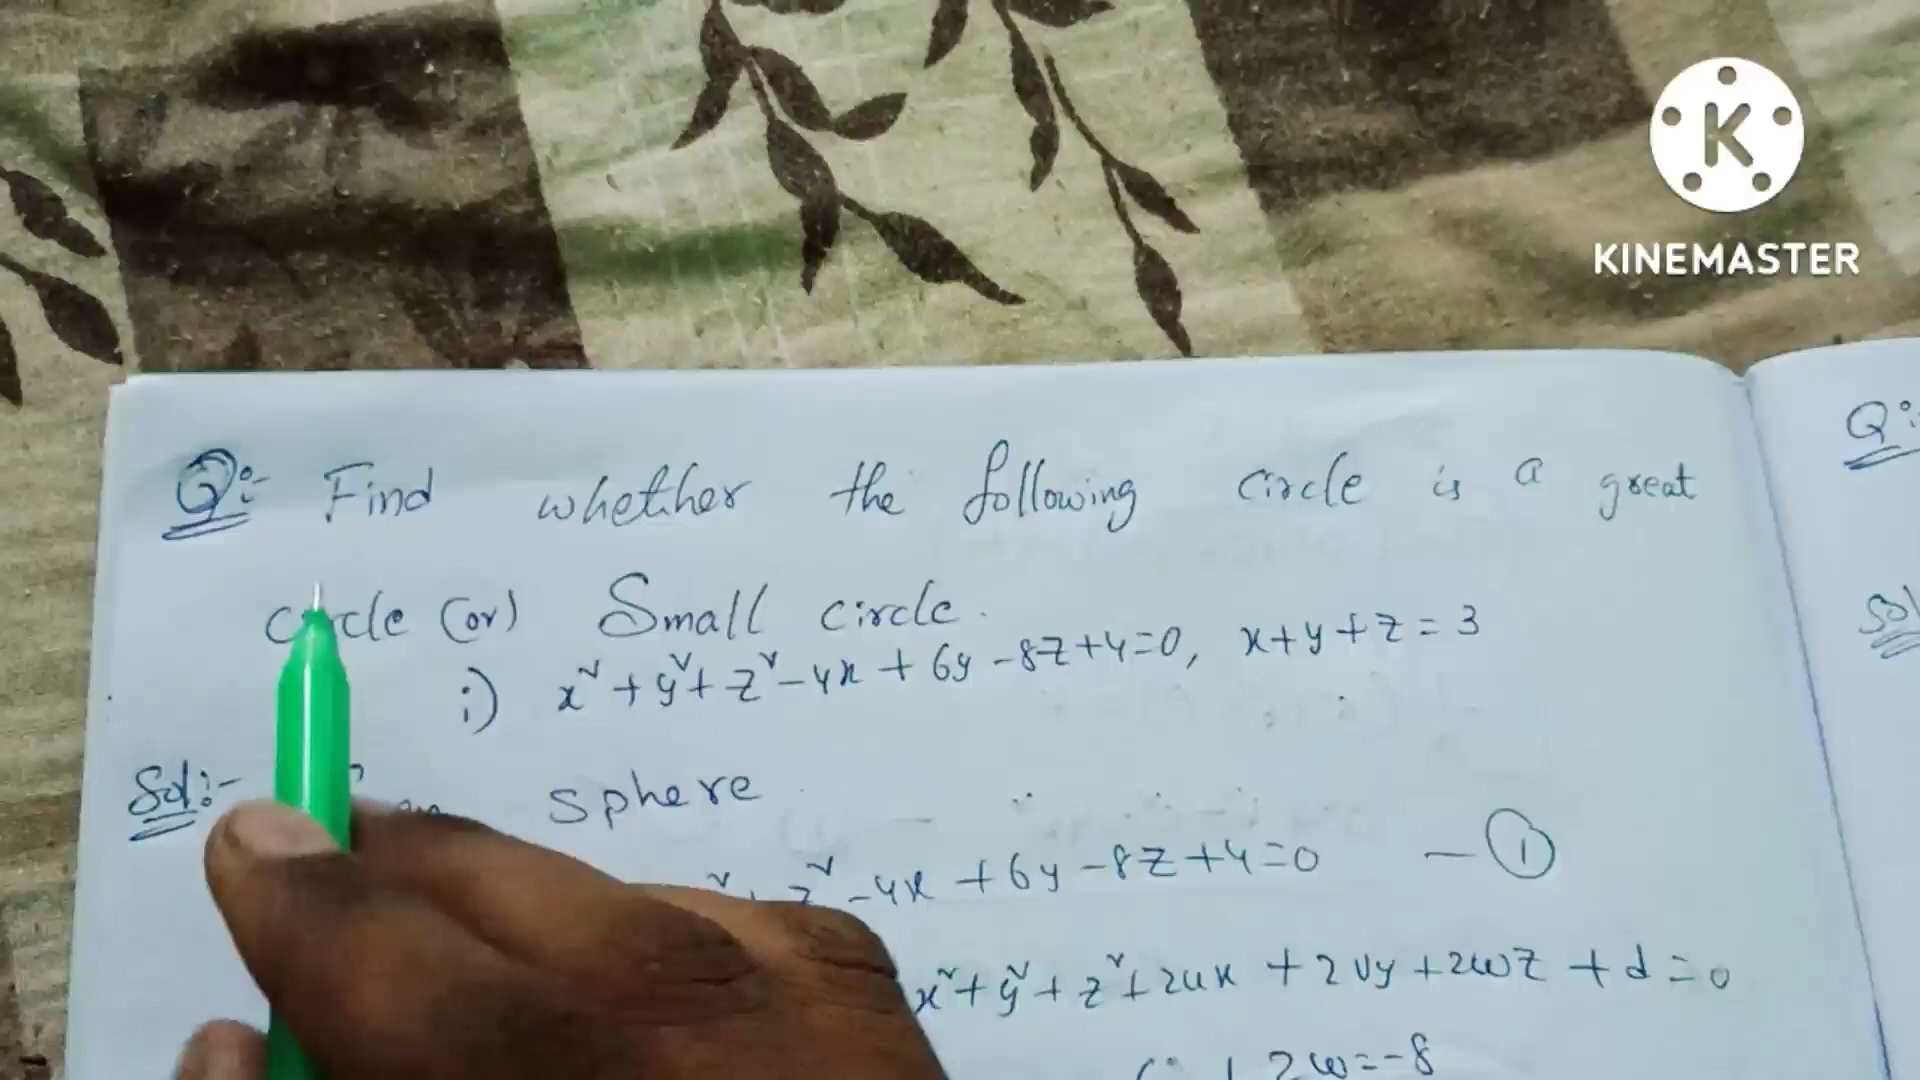 KINEMASTER
Q:- Find whether the following circle is a great
circle (or) Small circle.
i) x² + y² + z² - 4x + 6y - 8z + 4 = 0, x + y + z = 3
Sol:- sphere
z² - 4x + 6y - 8z + 4 = 0 — ①
x² + y² + z² + 2ux + 2vy + 2wz + d = 0
2w = -8
Q:-
Sol